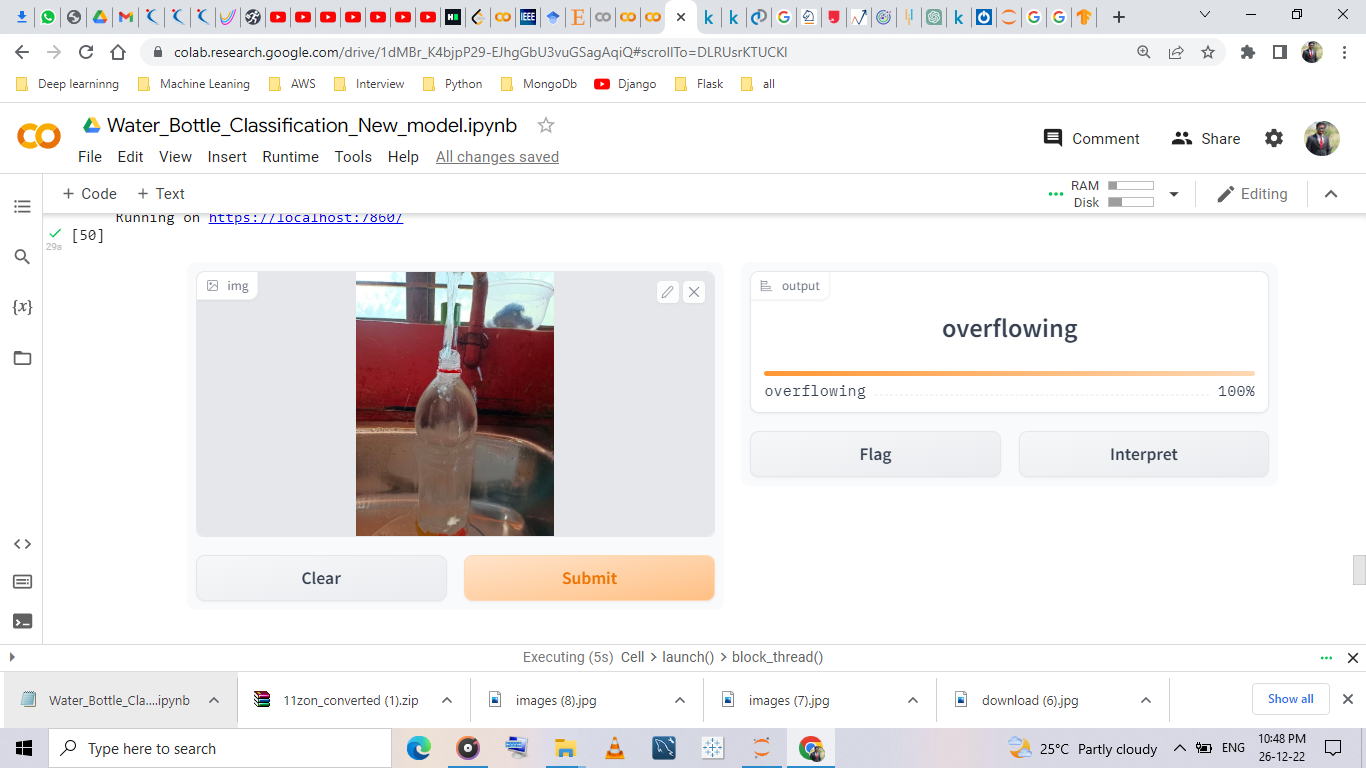 colab.research.google.com/drive/1dMBr_K4bjpP29-EJhgGbU3vuGSagAqiQ#scrollTo=DLRUsrKTUCKI
Deep learninng Machine Leaning AWS Interview Python MongoDb Django Flask all
Water_Bottle_Classification_New_model.ipynb
Comment Share
File Edit View Insert Runtime Tools Help All changes saved
+ Code + Text
RAM
Disk
Editing
Running on https://localhost:7860/
[50]
29s
{x}
img
output
overflowing
overflowing 100%
Flag Interpret
Clear Submit
Executing (5s) Cell > launch() > block_thread()
Water_Bottle_Cla....ipynb 11zon_converted (1).zip images (8).jpg images (7).jpg download (6).jpg Show all
Type here to search
25°C Partly cloudy ENG
10:48 PM
26-12-22